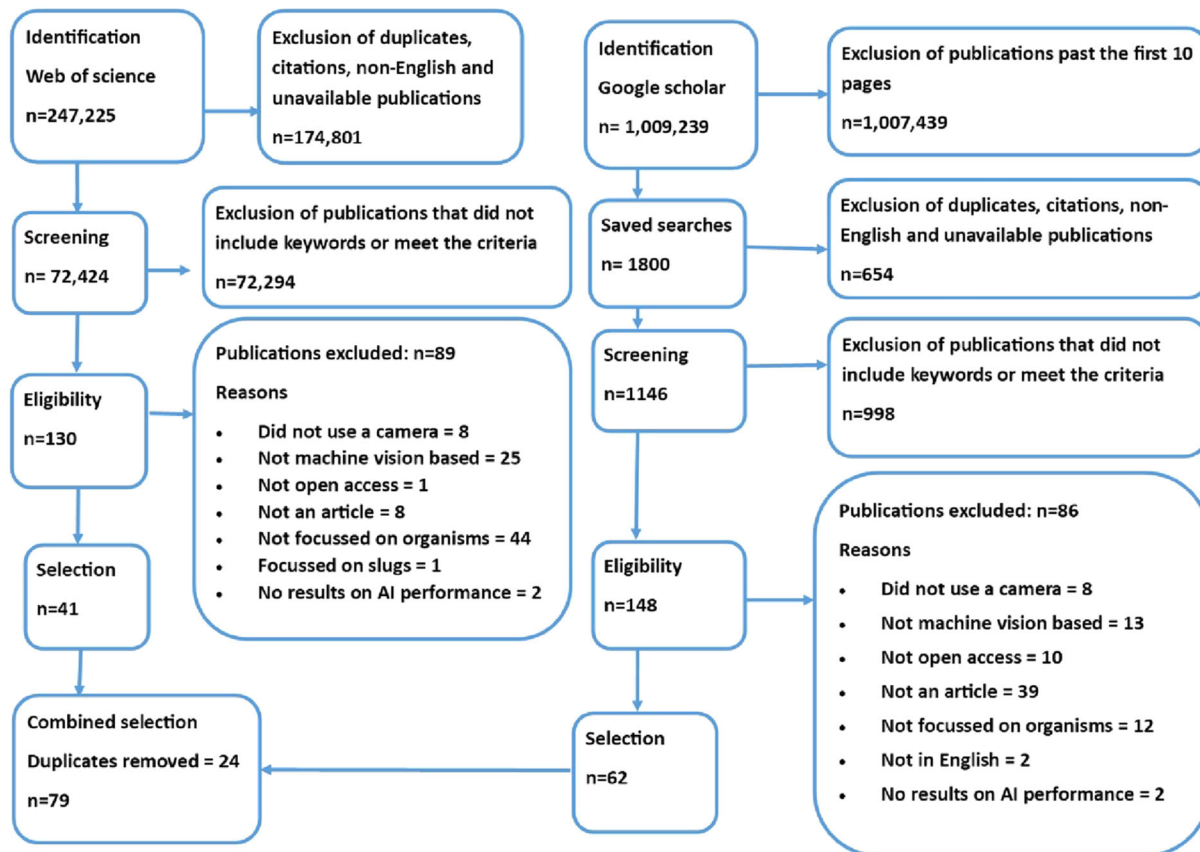 Identification
Web of science
n=247,225
Exclusion of duplicates,
citations, non-English and
unavailable publications
n=174,801
Screening
n= 72,424
Exclusion of publications that did not
include keywords or meet the criteria
n=72,294
Eligibility
n=130
Publications excluded: n=89
Reasons
• Did not use a camera = 8
• Not machine vision based = 25
• Not open access = 1
• Not an article = 8
• Not focussed on organisms = 44
• Focussed on slugs = 1
• No results on AI performance = 2
Selection
n=41
Combined selection
Duplicates removed = 24
n=79
Identification
Google scholar
n= 1,009,239
Exclusion of publications past the first 10
pages
n=1,007,439
Saved searches
n= 1800
Exclusion of duplicates, citations, non-
English and unavailable publications
n=654
Screening
n=1146
Exclusion of publications that did not
include keywords or meet the criteria
n=998
Eligibility
n=148
Publications excluded: n=86
Reasons
• Did not use a camera = 8
• Not machine vision based = 13
• Not open access = 10
• Not an article = 39
• Not focussed on organisms = 12
• Not in English = 2
• No results on AI performance = 2
Selection
n=62